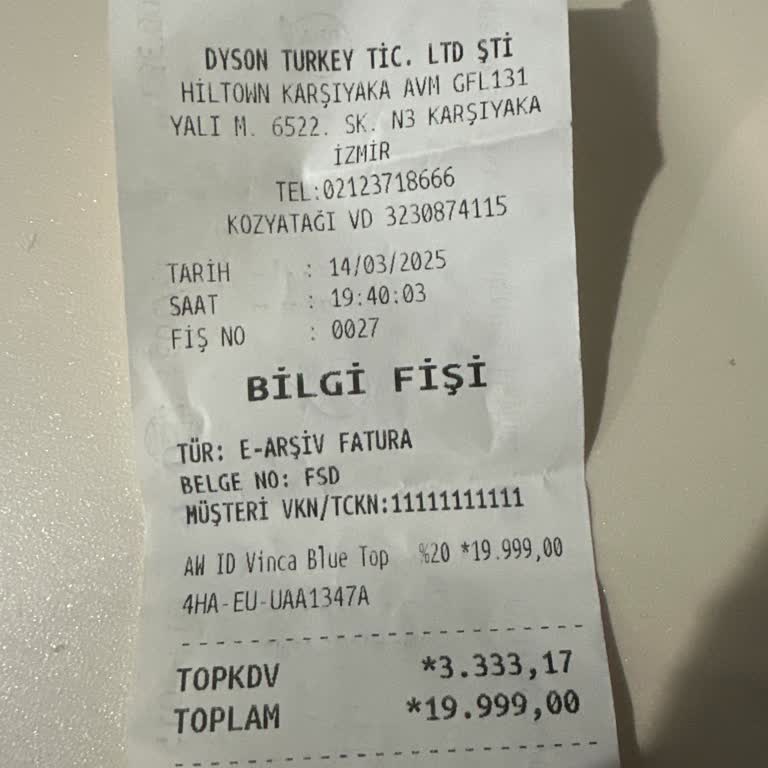 DYSON TURKEY TİC. LTD ŞTİ
HİLTOWN KARŞIYAKA AVM GFL131
YALI M. 6522. SK. N3 KARŞIYAKA
İZMİR
TEL:02123718666
KOZYATAĞI VD 3230874115
TARİH : 14/03/2025
SAAT : 19:40:03
FİŞ NO : 0027
BİLGİ FİŞİ
TÜR: E-ARŞİV FATURA
BELGE NO: FSD
MÜŞTERİ VKN/TCKN:11111111111
AW ID Vinca Blue Top %20 *19.999,00
4HA-EU-UAA1347A
TOPKDV *3.333,17
TOPLAM *19.999,00